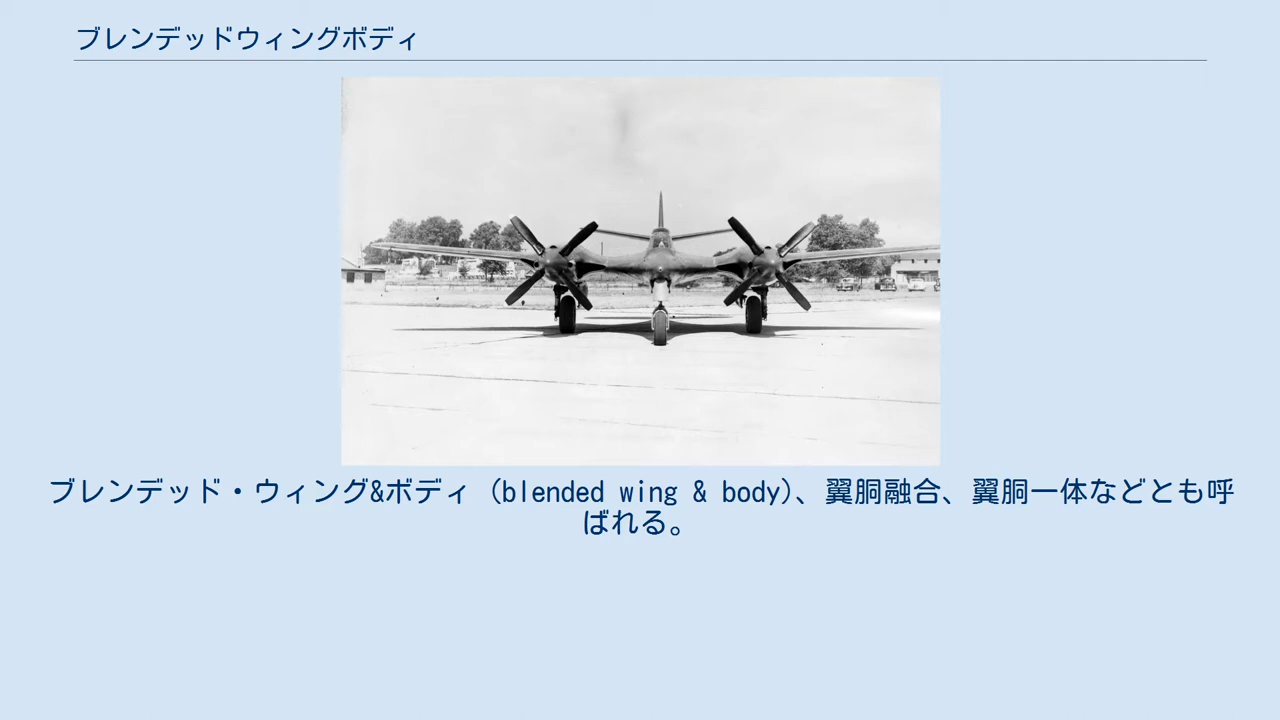 ブレンデッドウィングボディ
ブレンデッド・ウィング&ボディ (blended wing & body)、翼胴融合、翼胴一体などとも呼
ばれる。